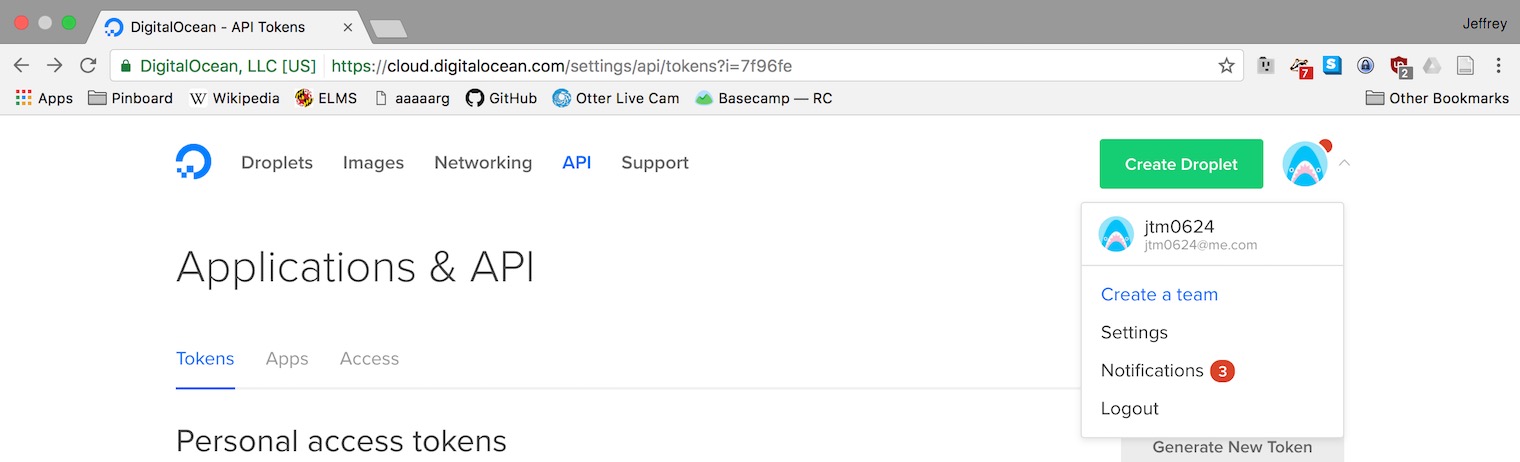 DigitalOcean - API Tokens
Jeffrey
DigitalOcean, LLC [US] https://cloud.digitalocean.com/settings/api/tokens?i=7f96fe
7
S
2
Apps Pinboard W Wikipedia ELMS aaaaarg GitHub Otter Live Cam Basecamp — RC Other Bookmarks
Droplets Images Networking API Support Create Droplet
jtm0624
jtm0624@me.com
Applications & API
Create a team
Settings
Tokens Apps Access
Notifications 3
Logout
Personal access tokens
Generate New Token